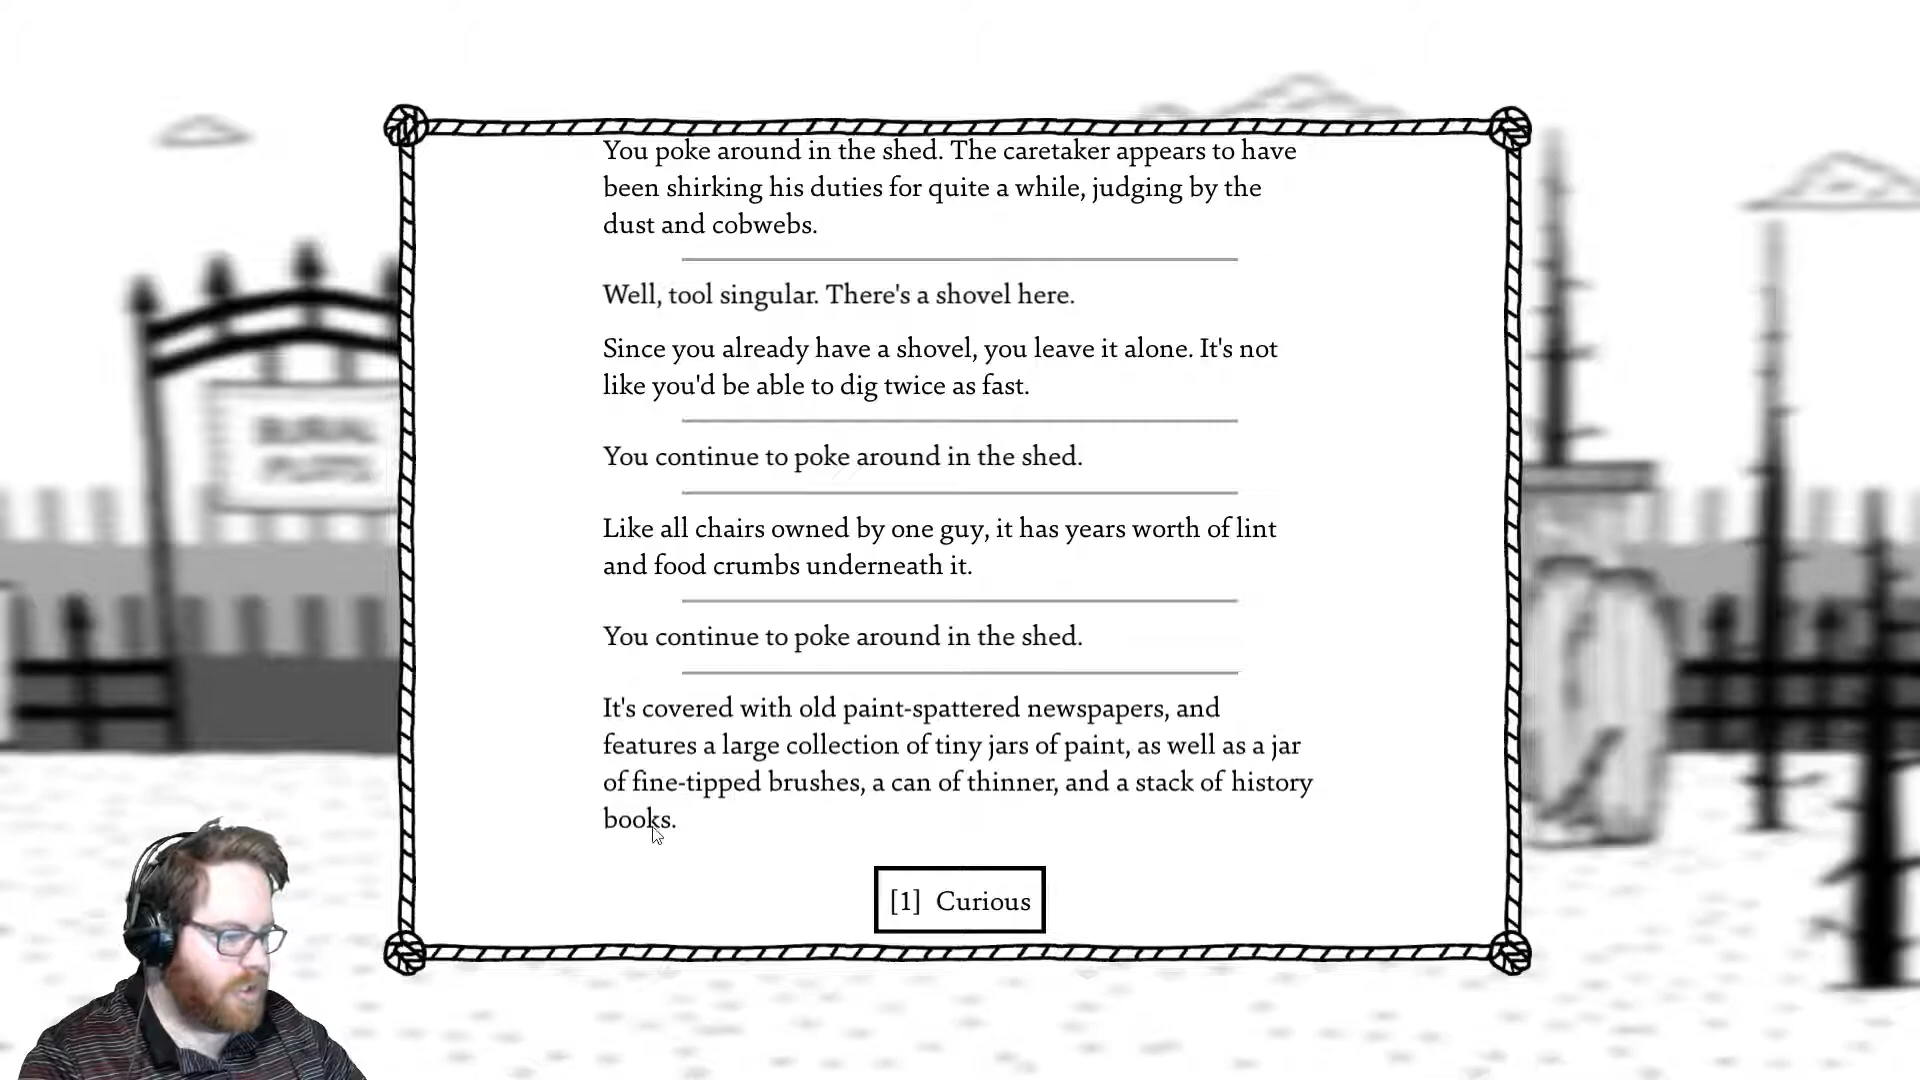 You poke around in the shed. The caretaker appears to have
been shirking his duties for quite a while, judging by the
dust and cobwebs.
Well, tool singular. There's a shovel here.
Since you already have a shovel, you leave it alone. It's not
like you'd be able to dig twice as fast.
You continue to poke around in the shed.
Like all chairs owned by one guy, it has years worth of lint
and food crumbs underneath it.
You continue to poke around in the shed.
It's covered with old paint-spattered newspapers, and
features a large collection of tiny jars of paint, as well as a jar
of fine-tipped brushes, a can of thinner, and a stack of history
books.
[1] Curious
BURIAL
PLOTS